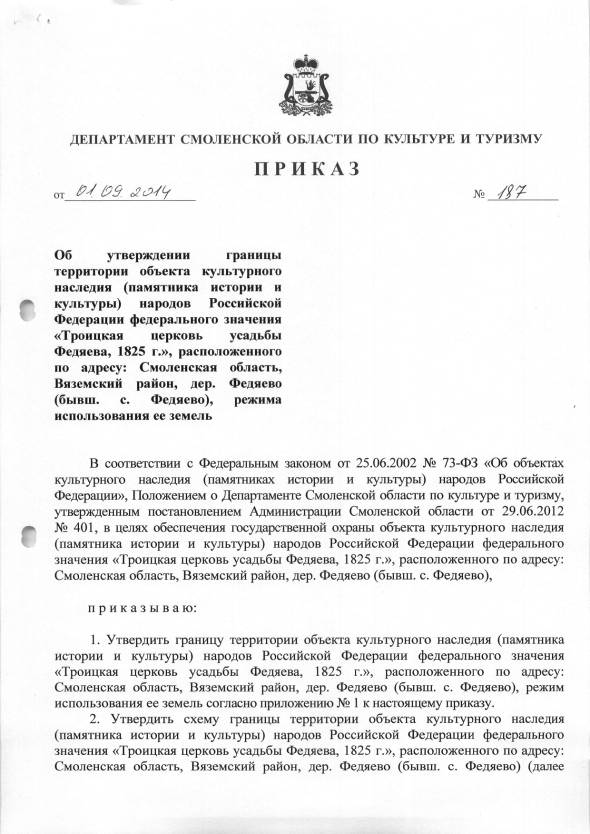 ДЕПАРТАМЕНТ СМОЛЕНСКОЙ ОБЛАСТИ ПО КУЛЬТУРЕ И ТУРИЗМУ
ПРИКАЗ
от 01.09.2014 № 187
Об утверждении границы
территории объекта культурного
наследия (памятника истории и
культуры) народов Российской
Федерации федерального значения
«Троицкая церковь усадьбы
Федяева, 1825 г.», расположенного
по адресу: Смоленская область,
Вяземский район, дер. Федяево
(бывш. с. Федяево), режима
использования ее земель
В соответствии с Федеральным законом от 25.06.2002 № 73-ФЗ «Об объектах
культурного наследия (памятниках истории и культуры) народов Российской
Федерации», Положением о Департаменте Смоленской области по культуре и туризму,
утвержденным постановлением Администрации Смоленской области от 29.06.2012
№ 401, в целях обеспечения государственной охраны объекта культурного наследия
(памятника истории и культуры) народов Российской Федерации федерального
значения «Троицкая церковь усадьбы Федяева, 1825 г.», расположенного по адресу:
Смоленская область, Вяземский район, дер. Федяево (бывш. с. Федяево),
приказываю:
1. Утвердить границу территории объекта культурного наследия (памятника
истории и культуры) народов Российской Федерации федерального значения
«Троицкая церковь усадьбы Федяева, 1825 г.», расположенного по адресу:
Смоленская область, Вяземский район, дер. Федяево (бывш. с. Федяево), режим
использования ее земель согласно приложению № 1 к настоящему приказу.
2. Утвердить схему границы территории объекта культурного наследия
(памятника истории и культуры) народов Российской Федерации федерального
значения «Троицкая церковь усадьбы Федяева, 1825 г.», расположенного по адресу:
Смоленская область, Вяземский район, дер. Федяево (бывш. с. Федяево) (далее